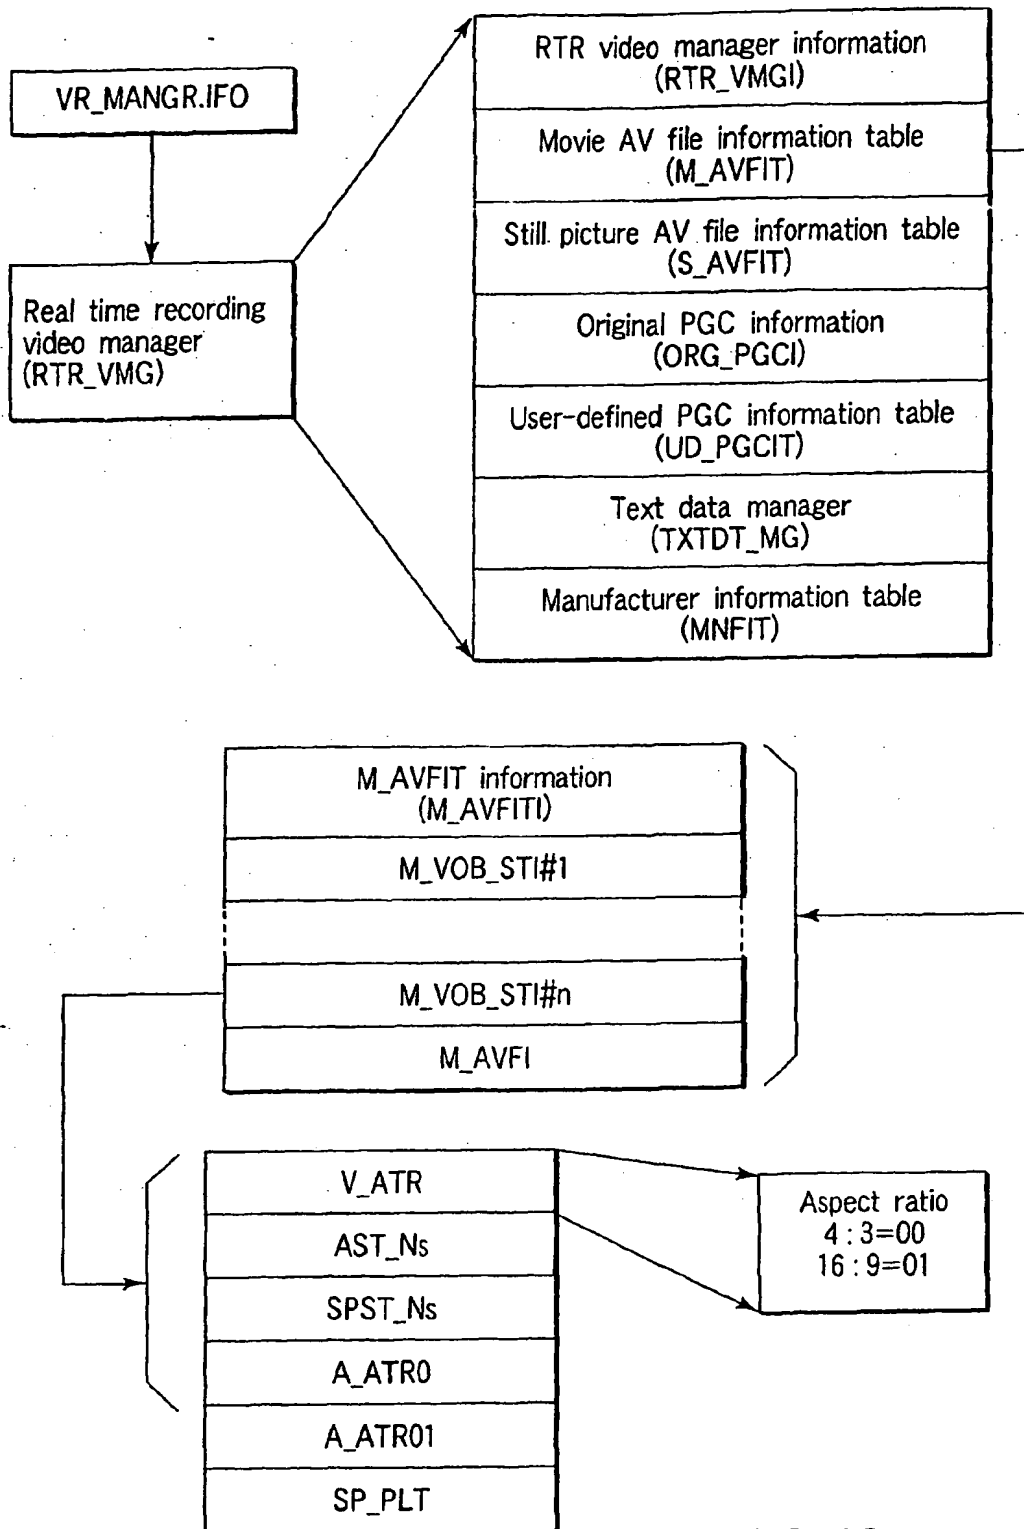 VR_MANGR.IFO
Real time recording
video manager
(RTR_VMG)
RTR video manager information
(RTR_VMGI)
Movie AV file information table
(M_AVFIT)
Still picture AV file information table
(S_AVFIT)
Original PGC information
(ORG_PGCI)
User-defined PGC information table
(UD_PGCIT)
Text data manager
(TXTDT_MG)
Manufacturer information table
(MNFIT)
M_AVFIT information
(M_AVFITI)
M_VOB_STI#1
M_VOB_STI#n
M_AVFI
V_ATR
AST_Ns
SPST_Ns
A_ATR0
A_ATR01
SP_PLT
Aspect ratio
4:3=00
16:9=01